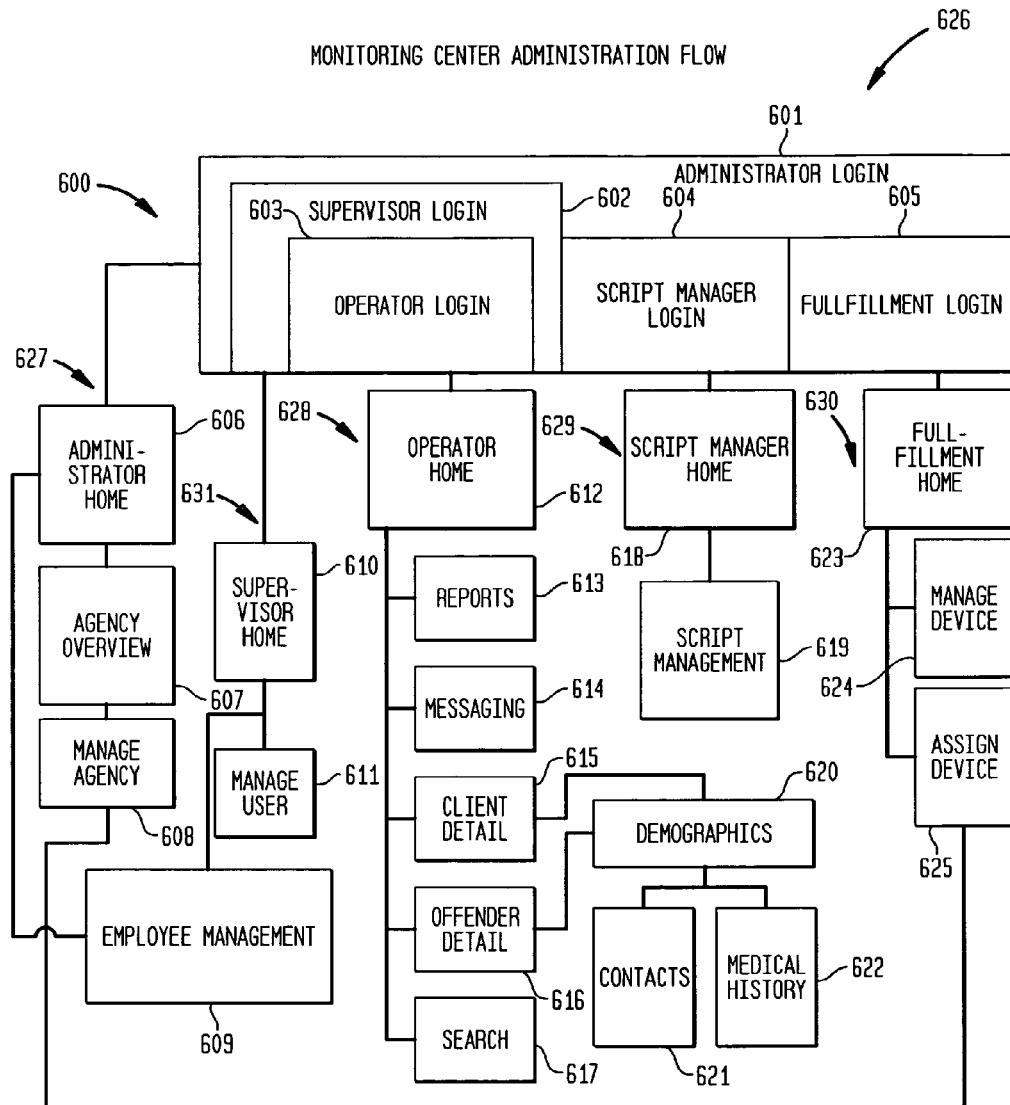 626
MONITORING CENTER ADMINISTRATION FLOW
601
600
ADMINISTRATOR LOGIN
602
604
605
SUPERVISOR LOGIN
603
OPERATOR LOGIN
SCRIPT MANAGER
LOGIN
FULLFILLMENT LOGIN
627
606
628
629
630
ADMINI-
STRATOR
HOME
OPERATOR
HOME
SCRIPT MANAGER
HOME
FULL-
FILLMENT
HOME
631
612
618
623
610
SUPER-
VISOR
HOME
613
REPORTS
MANAGE
DEVICE
AGENCY
OVERVIEW
SCRIPT
MANAGEMENT
619
624
607
614
MESSAGING
MANAGE
AGENCY
608
MANAGE
USER
611
615
CLIENT
DETAIL
620
DEMOGRAPHICS
ASSIGN
DEVICE
625
EMPLOYEE MANAGEMENT
609
OFFENDER
DETAIL
616
CONTACTS
621
MEDICAL
HISTORY
622
SEARCH
617